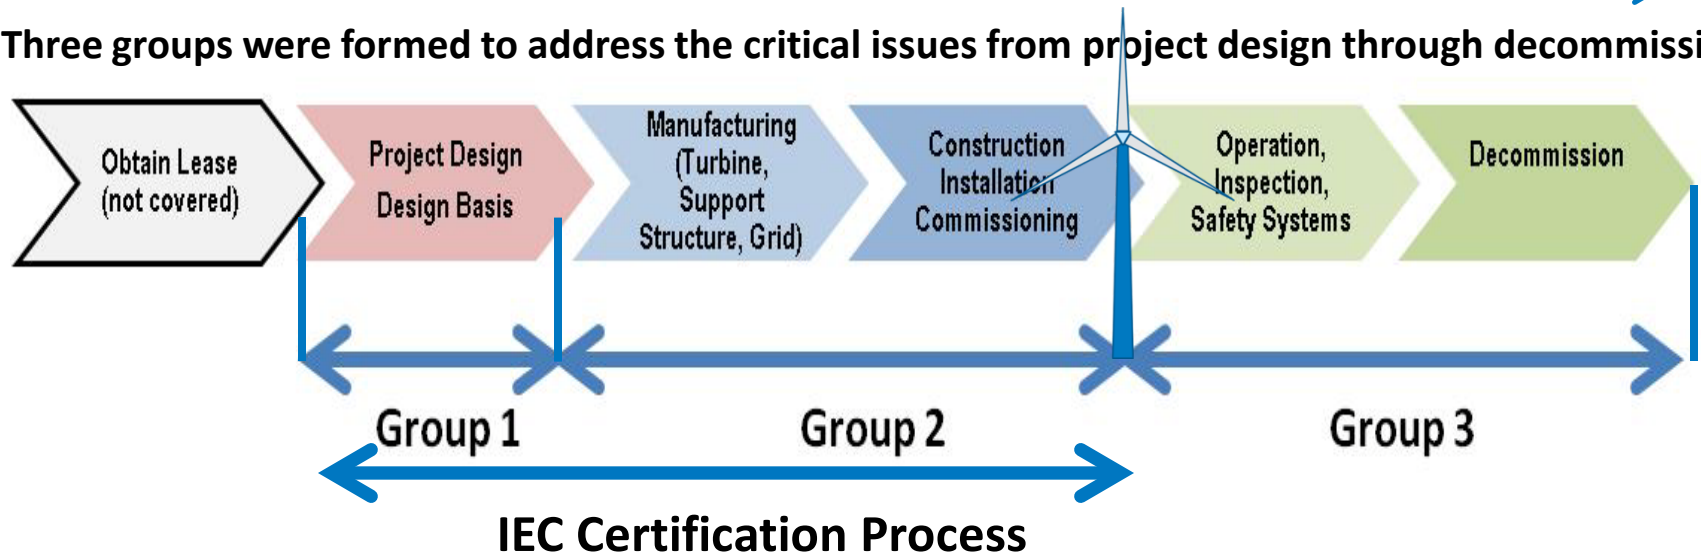 Three groups were formed to address the critical issues from project design through decommissi
Obtain Lease
(not covered)
Project Design
Design Basis
Manufacturing
(Turbine,
Support
Structure, Grid)
Construction
Installation
Commissioning
Operation,
Inspection,
Safety Systems
Decommission
Group 1
Group 2
Group 3
IEC Certification Process